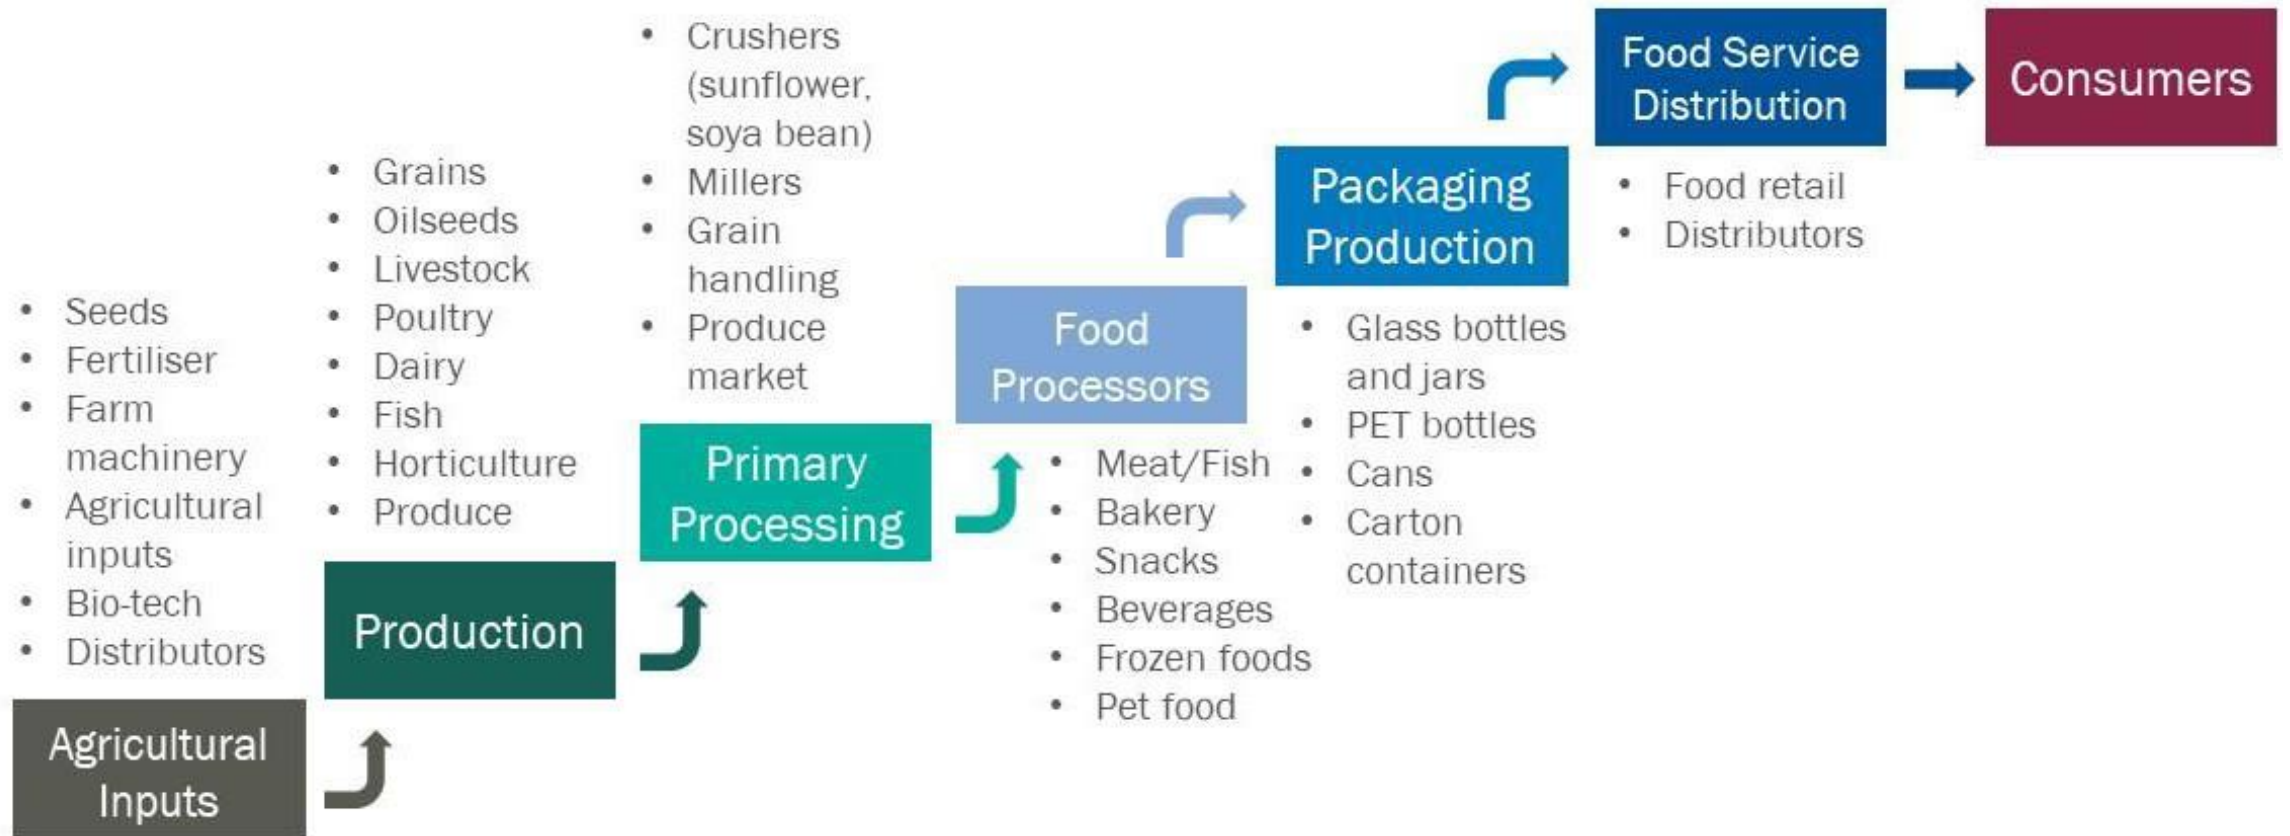 • Seeds
• Fertiliser
• Farm
machinery
• Agricultural
inputs
• Bio-tech
• Distributors
Agricultural
Inputs
• Grains
• Oilseeds
• Livestock
• Poultry
• Dairy
• Fish
• Horticulture
• Produce
Production
• Crushers
(sunflower,
soya bean)
• Millers
• Grain
handling
• Produce
market
Primary
Processing
Food
Processors
• Meat/Fish
• Bakery
• Snacks
• Beverages
• Frozen foods
• Pet food
Packaging
Production
• Glass bottles
and jars
• PET bottles
• Cans
• Carton
containers
Food Service
Distribution
• Food retail
• Distributors
Consumers